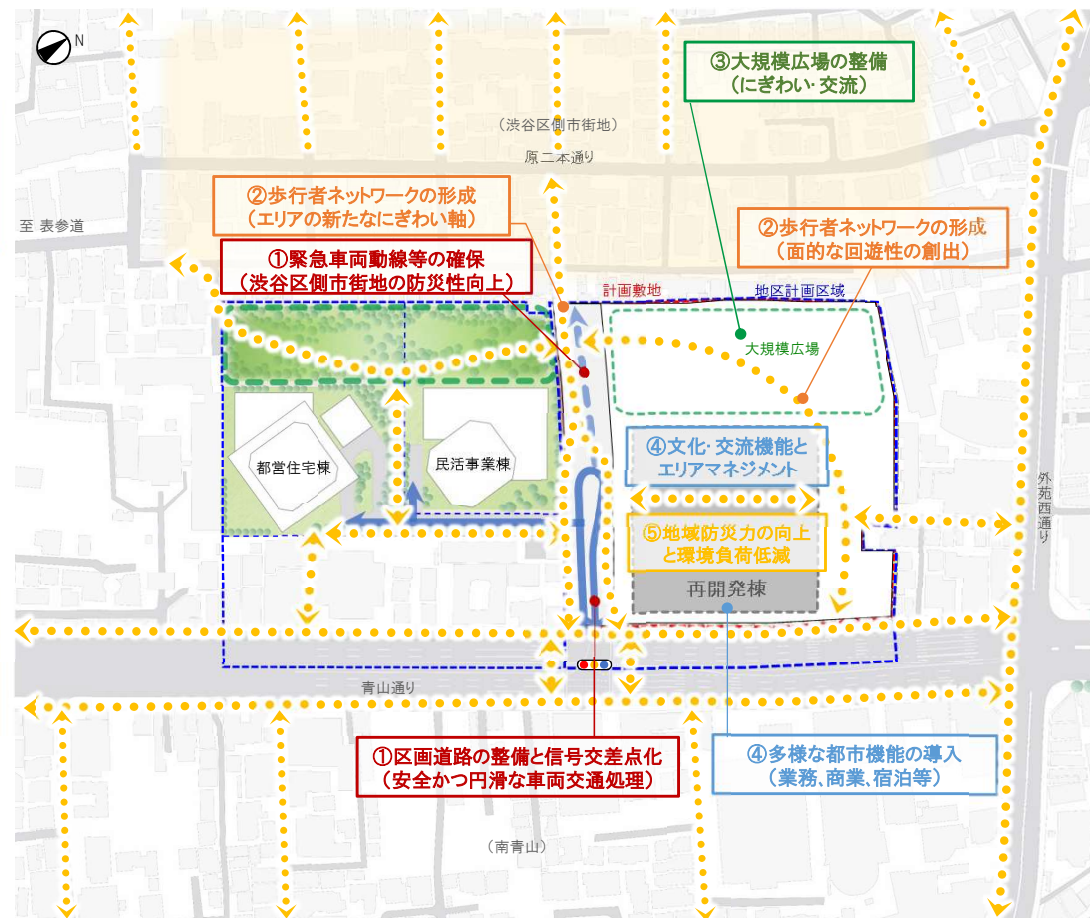 N
③大規模広場の整備
(にぎわい・交流)
(渋谷区側市街地)
原二本通り
②歩行者ネットワークの形成
(エリアの新たなにぎわい軸)
至 表参道
②歩行者ネットワークの形成
(面的な回遊性の創出)
①緊急車両動線等の確保
(渋谷区側市街地の防災性向上)
計画敷地
地区計画区域
大規模広場
④文化・交流機能と
エリアマネジメント
都営住宅棟
民活事業棟
外苑西通り
⑤地域防災力の向上
と環境負荷低減
再開発棟
青山通り
①区画道路の整備と信号交差点化
(安全かつ円滑な車両交通処理)
④多様な都市機能の導入
(業務、商業、宿泊等)
(南青山)